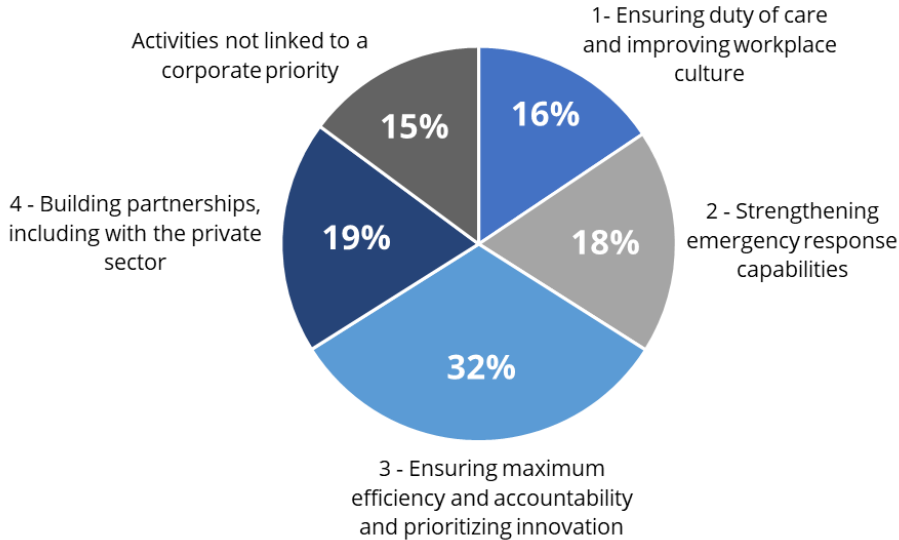 1- Ensuring duty of care
and improving workplace
culture
16%
2 - Strengthening
emergency response
capabilities
18%
32%
3 - Ensuring maximum
efficiency and accountability
and prioritizing innovation
4 - Building partnerships,
including with the private
sector
19%
Activities not linked to a
corporate priority
15%